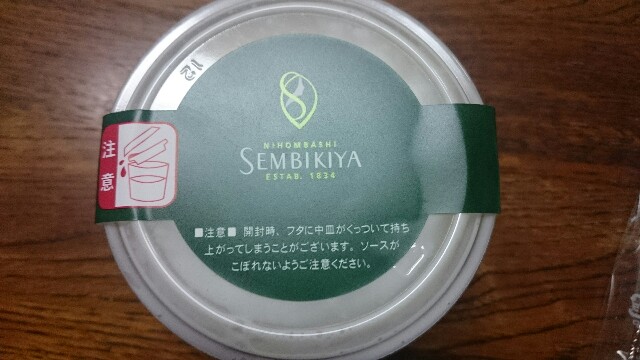 NIHOMBASHI
SEMBIKIYA
ESTAB. 1834
注意
■注意■ 開封時、フタに中皿がくっついて持ち
上がってしまうことがございます。ソースが
こぼれないようご注意ください。